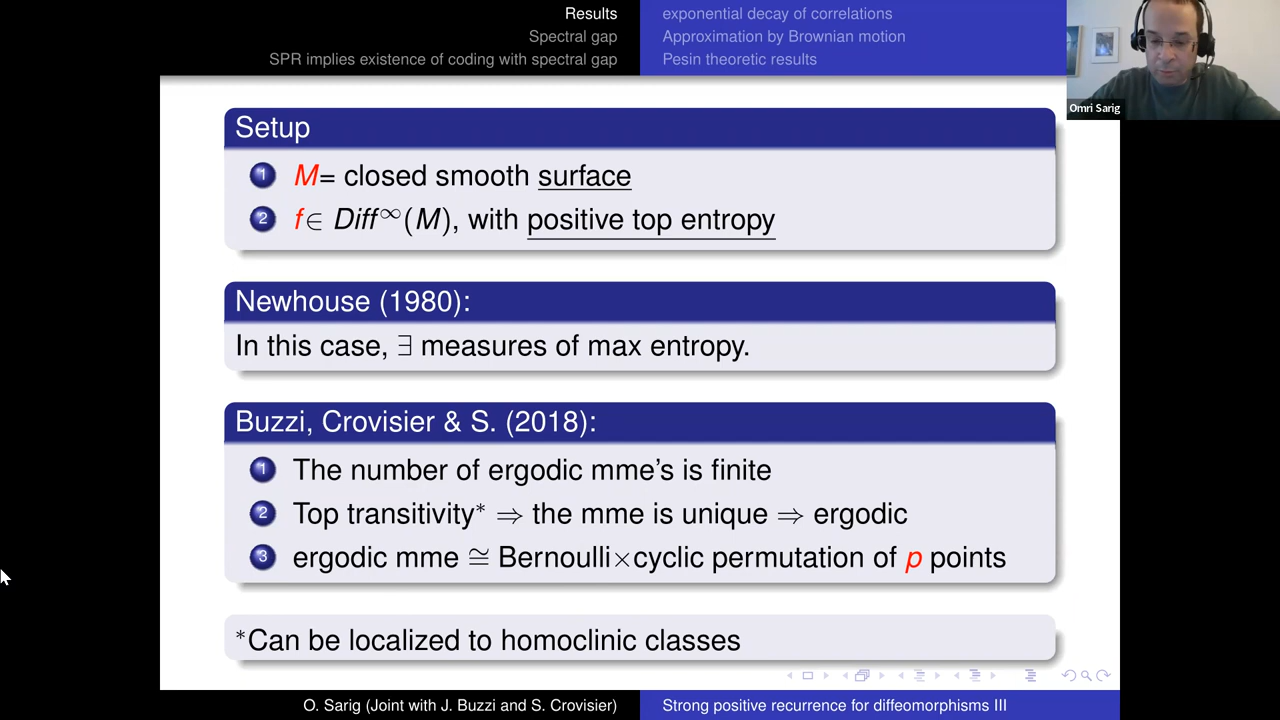 Results
Spectral gap
SPR implies existence of coding with spectral gap
exponential decay of correlations
Approximation by Brownian motion
Pesin theoretic results
Omri Sarig
Setup
1 M= closed smooth surface
2 f∈ Diff^∞(M), with positive top entropy
Newhouse (1980):
In this case, ∃ measures of max entropy.
Buzzi, Crovisier & S. (2018):
1 The number of ergodic mme's is finite
2 Top transitivity* ⇒ the mme is unique ⇒ ergodic
3 ergodic mme ≅ Bernoulli×cyclic permutation of p points
*Can be localized to homoclinic classes
O. Sarig (Joint with J. Buzzi and S. Crovisier)
Strong positive recurrence for diffeomorphisms III